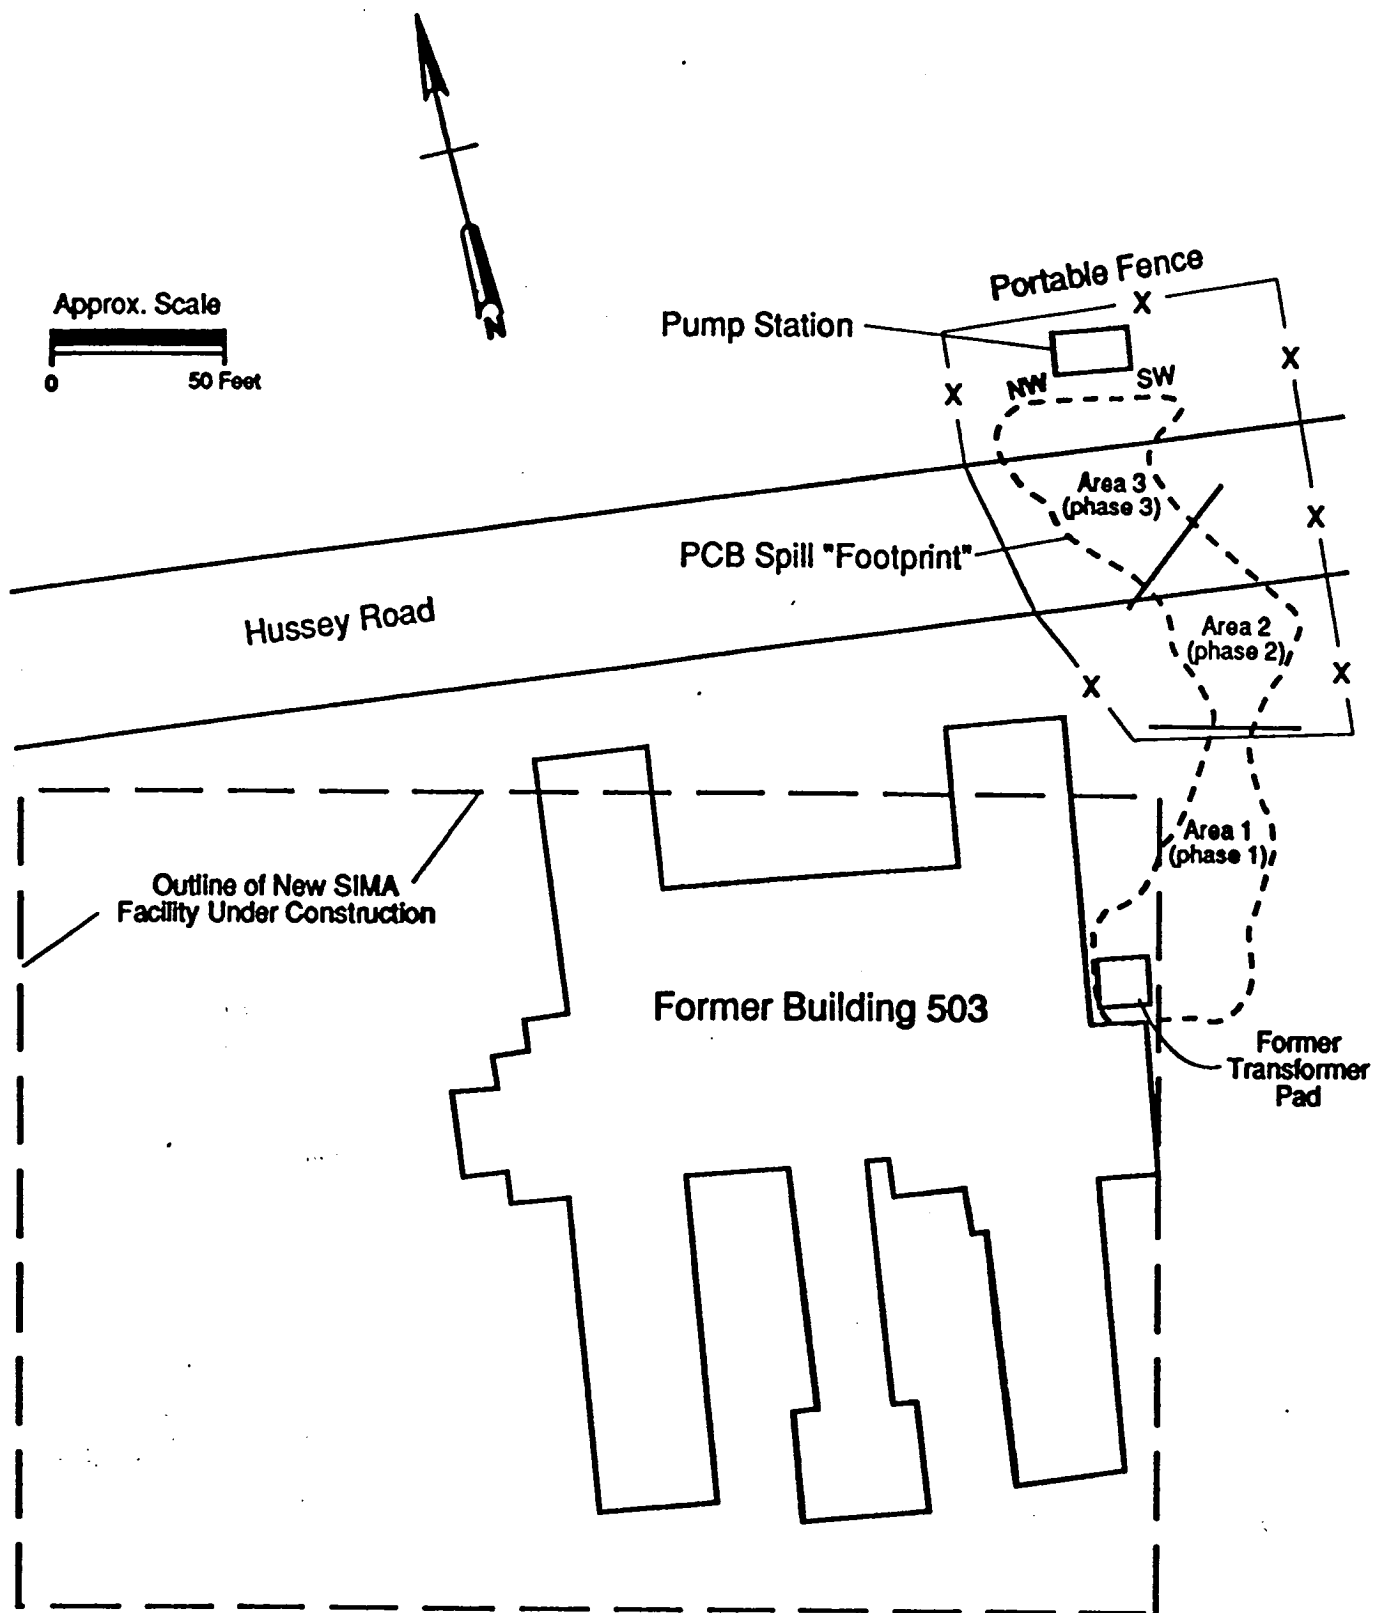 N
Approx. Scale
0 50 Feet
Portable Fence
X
Pump Station
X
X
NW SW
Area 3
(phase 3)
X
PCB Spill "Footprint"
Hussey Road
Area 2
(phase 2)
X
X
Area 1
(phase 1)
Outline of New SIMA
Facility Under Construction
Former Building 503
Former
Transformer
Pad